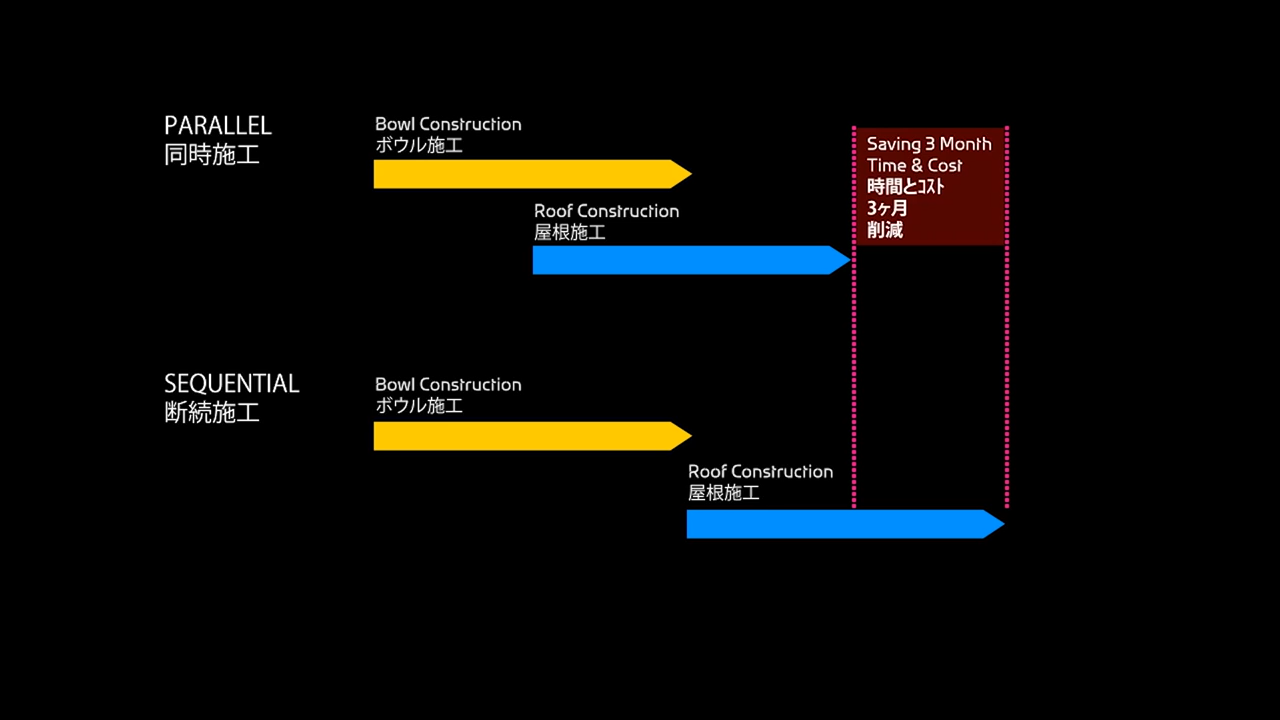 PARALLEL
同時施工
Bowl Construction
ボウル施工
Roof Construction
屋根施工
Saving 3 Month
Time & Cost
時間とｺｽﾄ
3ヶ月
削減
SEQUENTIAL
断続施工
Bowl Construction
ボウル施工
Roof Construction
屋根施工